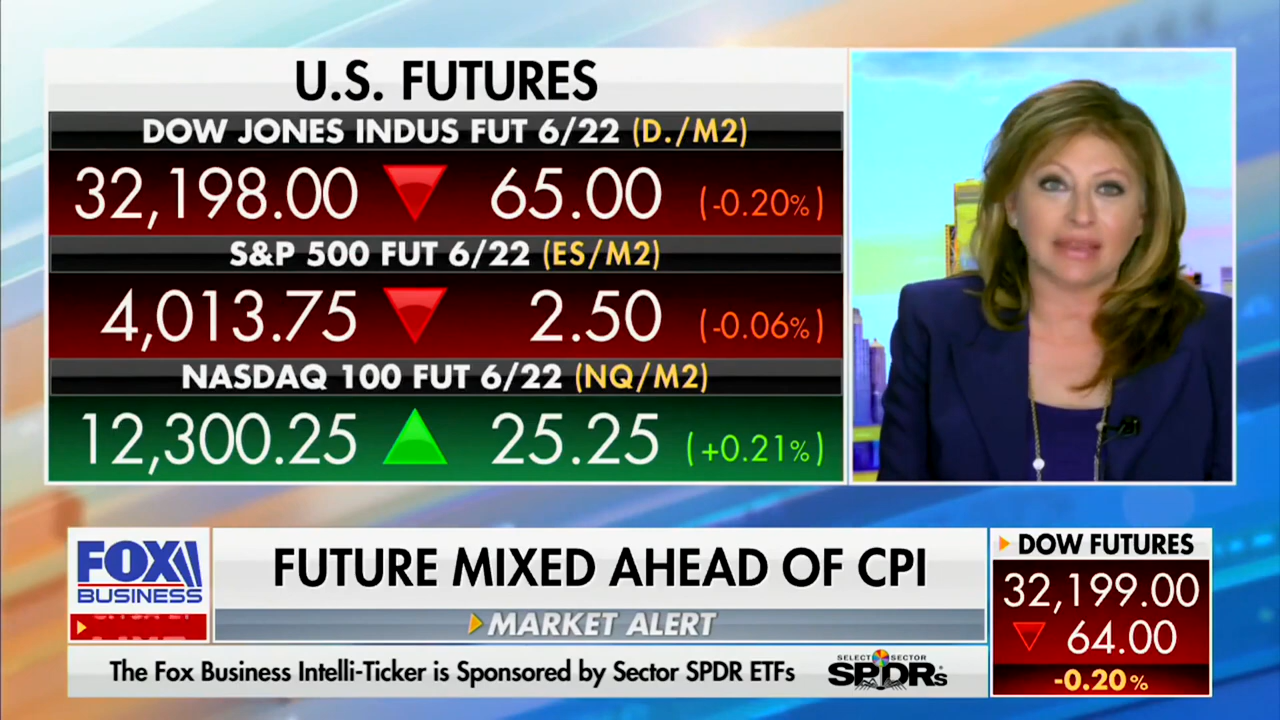 U.S. FUTURES
DOW JONES INDUS FUT 6/22 (D./M2)
32,198.00 ▼ 65.00 (-0.20%)
S&P 500 FUT 6/22 (ES/M2)
4,013.75 ▼ 2.50 (-0.06%)
NASDAQ 100 FUT 6/22 (NQ/M2)
12,300.25 ▲ 25.25 (+0.21%)
FOX
BUSINESS
FUTURE MIXED AHEAD OF CPI
MARKET ALERT
The Fox Business Intelli-Ticker is Sponsored by Sector SPDR ETFs
SELECT SECTOR
SPDRs
DOW FUTURES
32,199.00
▼ 64.00
-0.20%